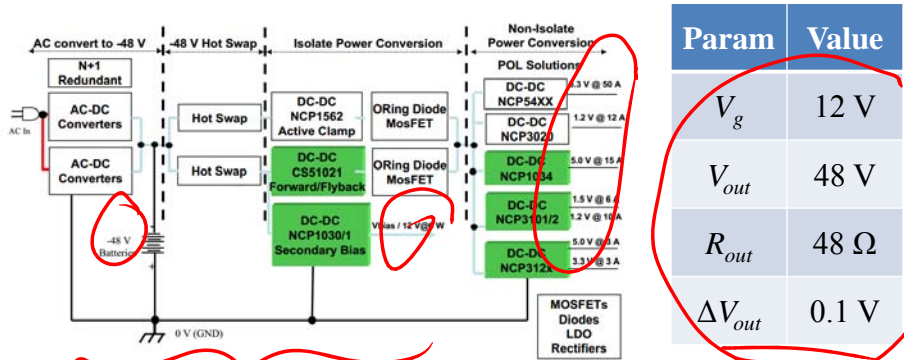 AC convert to -48 V
-48 V Hot Swap
Isolate Power Conversion
Non-Isolate
Power Conversion
POL Solutions
N+1
Redundant
AC In
AC-DC
Converters
AC-DC
Converters
-48 V
Batteries
0 V (GND)
Hot Swap
Hot Swap
DC-DC
NCP1562
Active Clamp
DC-DC
CS51021
Forward/Flyback
DC-DC
NCP1030/1
Secondary Bias
ORing Diode
MosFET
ORing Diode
MosFET
VBias / 12 V@ W
DC-DC
NCP54XX
.3 V @ 50 A
DC-DC
NCP3020
1.2 V @ 12 A
DC-DC
NCP1034
5.0 V @ 15 A
DC-DC
NCP3101/2
1.5 V @ 6 A
1.2 V @ 10 A
DC-DC
NCP312x
5.0 V @ 3 A
3.3 V @ 3 A
MOSFETs
Diodes
LDO
Rectifiers
Param Value
Vg 12 V
Vout 48 V
Rout 48 Ω
ΔVout 0.1 V